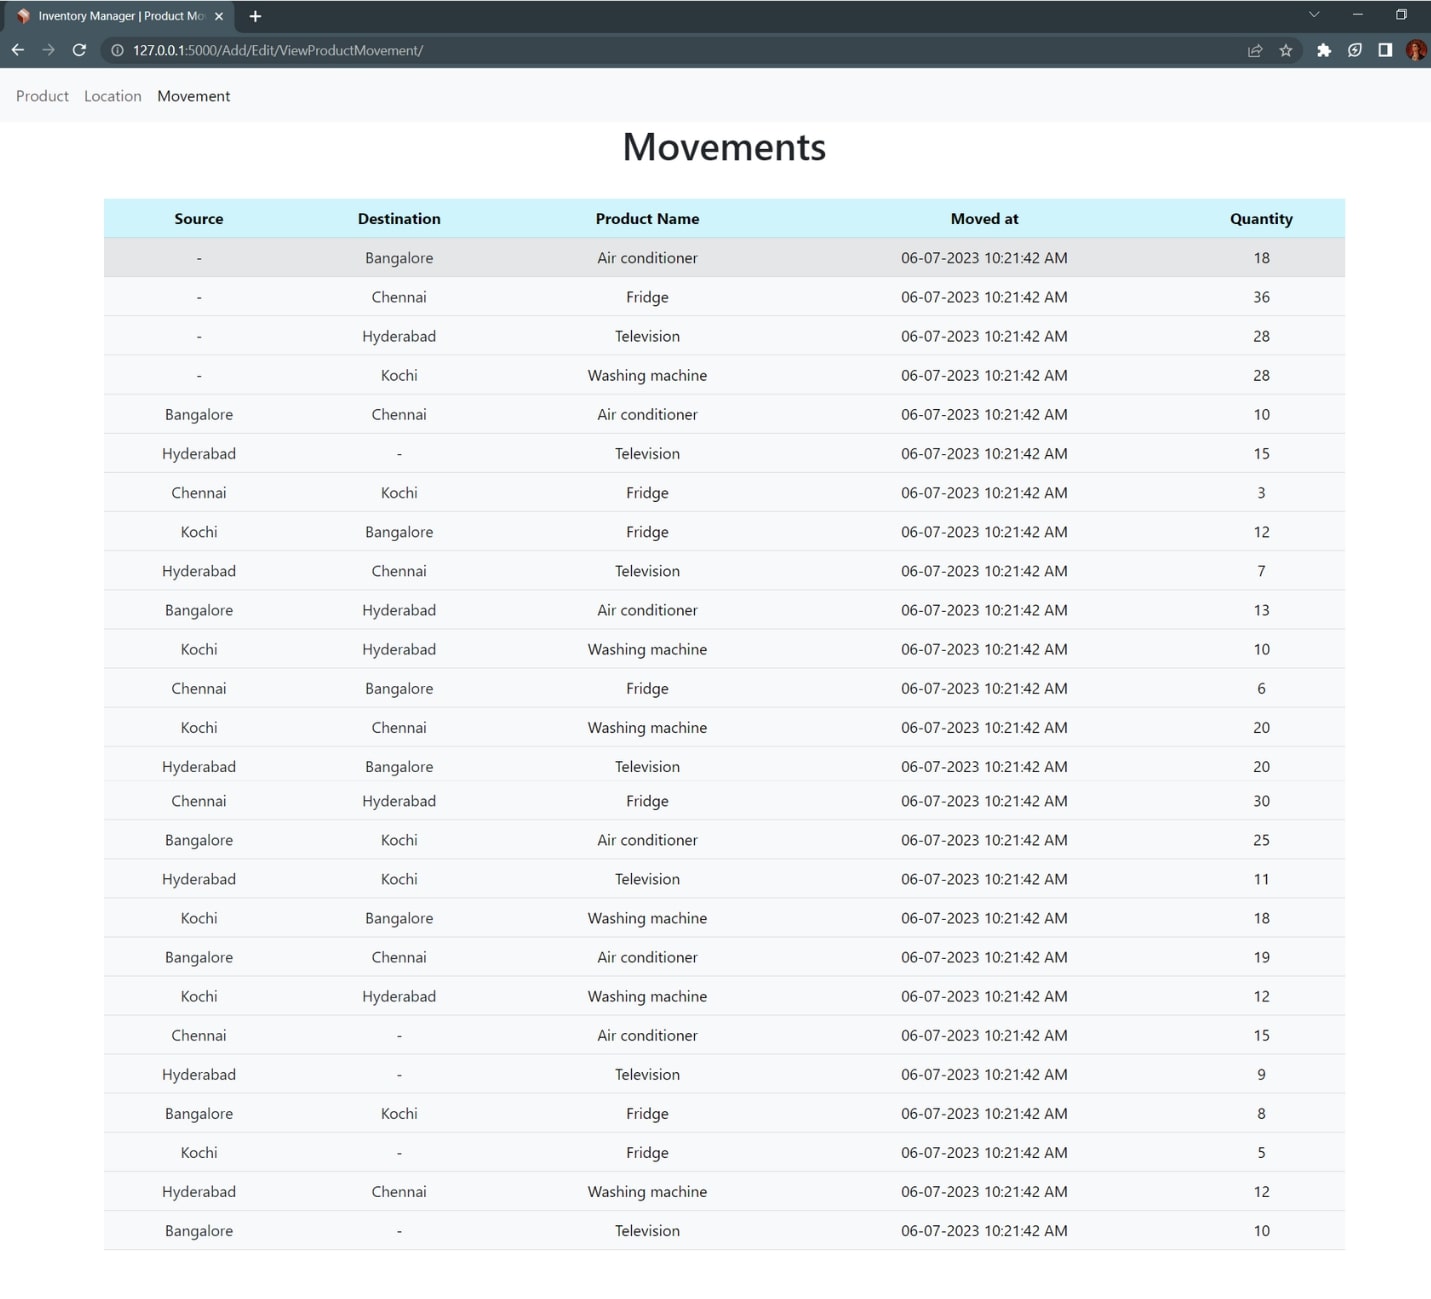 Inventory Manager | Product Mo
127.0.0.1:5000/Add/Edit/ViewProductMovement/
Product Location Movement
Movements
Source Destination Product Name Moved at Quantity
- Bangalore Air conditioner 06-07-2023 10:21:42 AM 18
- Chennai Fridge 06-07-2023 10:21:42 AM 36
- Hyderabad Television 06-07-2023 10:21:42 AM 28
- Kochi Washing machine 06-07-2023 10:21:42 AM 28
Bangalore Chennai Air conditioner 06-07-2023 10:21:42 AM 10
Hyderabad - Television 06-07-2023 10:21:42 AM 15
Chennai Kochi Fridge 06-07-2023 10:21:42 AM 3
Kochi Bangalore Fridge 06-07-2023 10:21:42 AM 12
Hyderabad Chennai Television 06-07-2023 10:21:42 AM 7
Bangalore Hyderabad Air conditioner 06-07-2023 10:21:42 AM 13
Kochi Hyderabad Washing machine 06-07-2023 10:21:42 AM 10
Chennai Bangalore Fridge 06-07-2023 10:21:42 AM 6
Kochi Chennai Washing machine 06-07-2023 10:21:42 AM 20
Hyderabad Bangalore Television 06-07-2023 10:21:42 AM 20
Chennai Hyderabad Fridge 06-07-2023 10:21:42 AM 30
Bangalore Kochi Air conditioner 06-07-2023 10:21:42 AM 25
Hyderabad Kochi Television 06-07-2023 10:21:42 AM 11
Kochi Bangalore Washing machine 06-07-2023 10:21:42 AM 18
Bangalore Chennai Air conditioner 06-07-2023 10:21:42 AM 19
Kochi Hyderabad Washing machine 06-07-2023 10:21:42 AM 12
Chennai - Air conditioner 06-07-2023 10:21:42 AM 15
Hyderabad - Television 06-07-2023 10:21:42 AM 9
Bangalore Kochi Fridge 06-07-2023 10:21:42 AM 8
Kochi - Fridge 06-07-2023 10:21:42 AM 5
Hyderabad Chennai Washing machine 06-07-2023 10:21:42 AM 12
Bangalore - Television 06-07-2023 10:21:42 AM 10